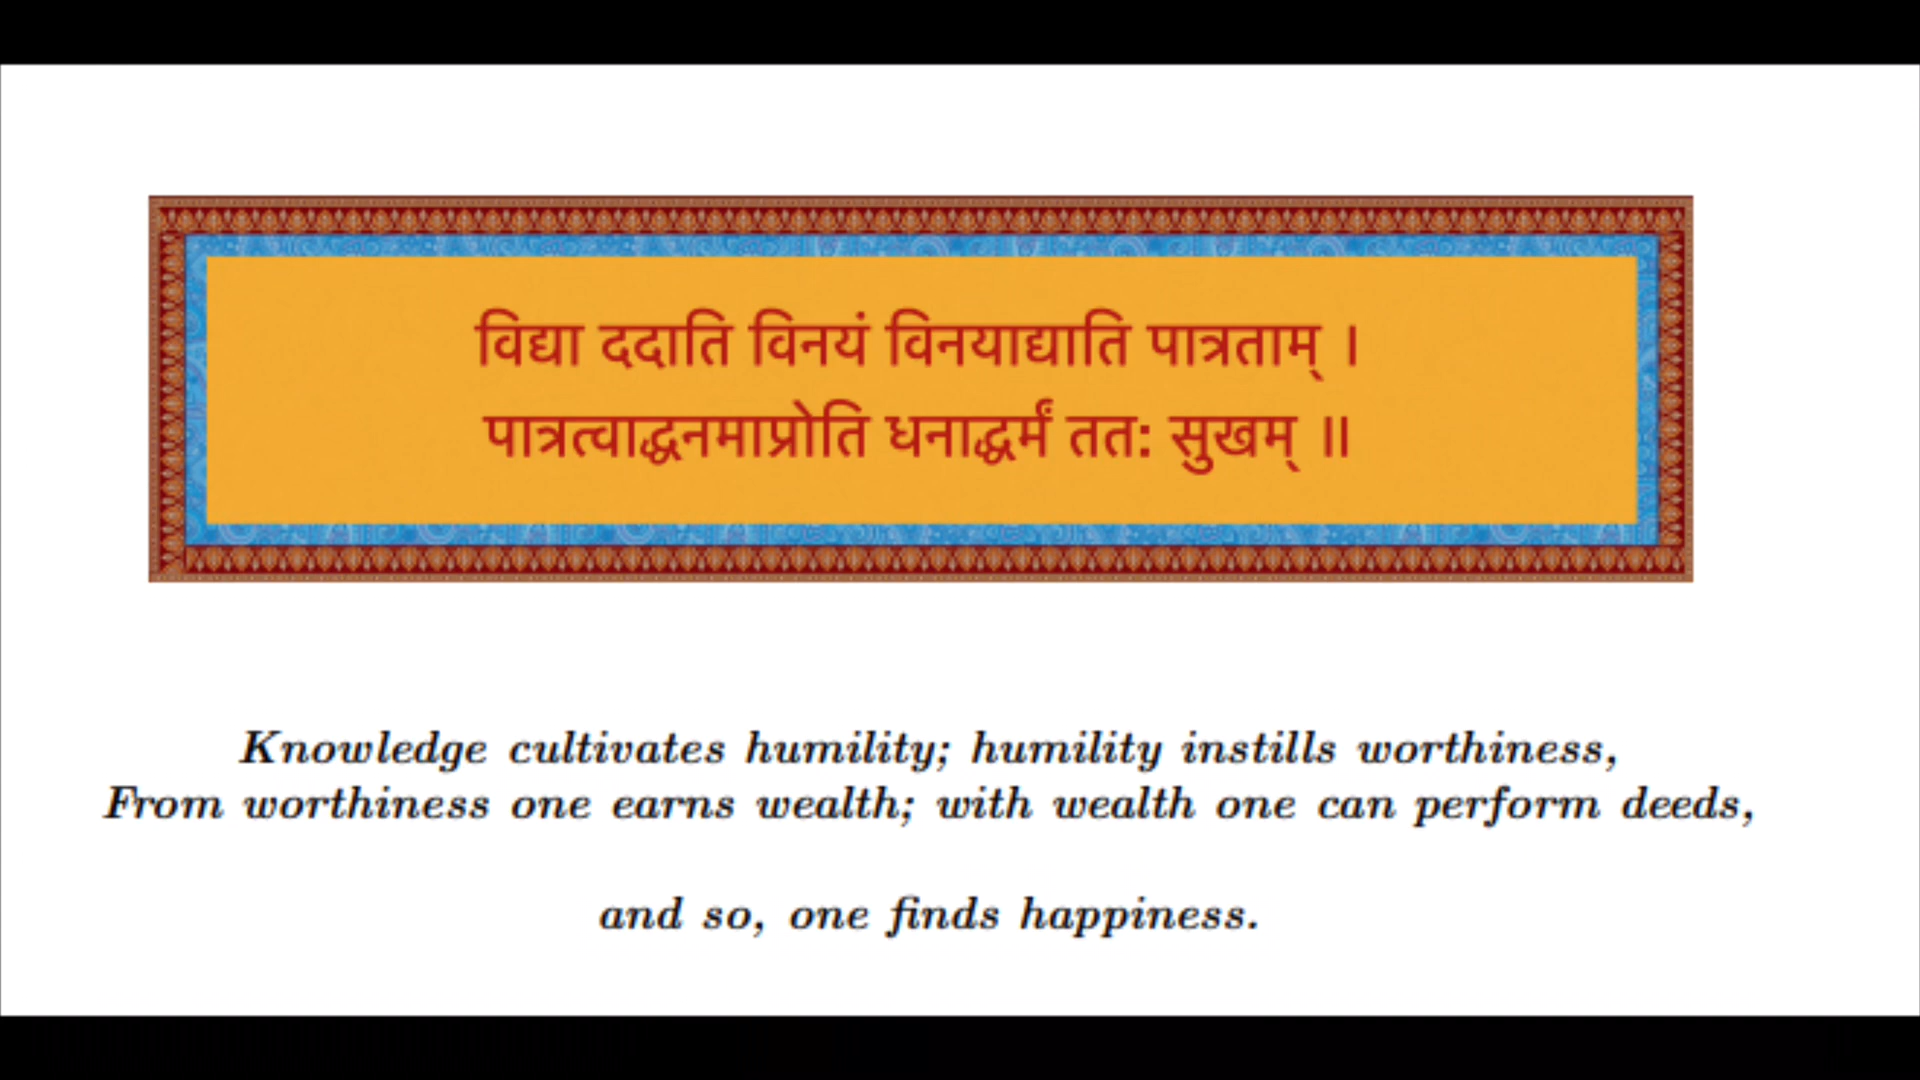 विद्या ददाति विनयं विनयाद्याति पात्रताम् ।
पात्रत्वाद्धनमाप्रोति धनाद्धर्मं तत: सुखम् ॥
Knowledge cultivates humility; humility instills worthiness,
From worthiness one earns wealth; with wealth one can perform deeds,
and so, one finds happiness.